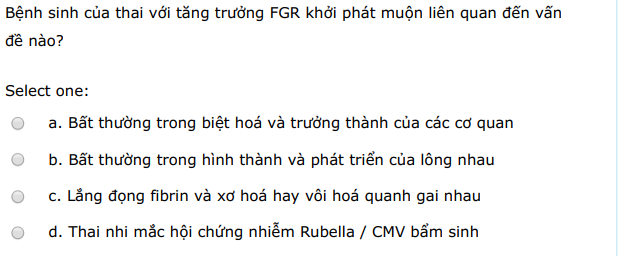 Bệnh sinh của thai với tăng trưởng FGR khởi phát muộn liên quan đến vấn
đề nào?
Select one:
a. Bất thường trong biệt hoá và trưởng thành của các cơ quan
b. Bất thường trong hình thành và phát triển của lông nhau
c. Lắng đọng fibrin và xơ hoá hay vôi hoá quanh gai nhau
d. Thai nhi mắc hội chứng nhiễm Rubella / CMV bẩm sinh